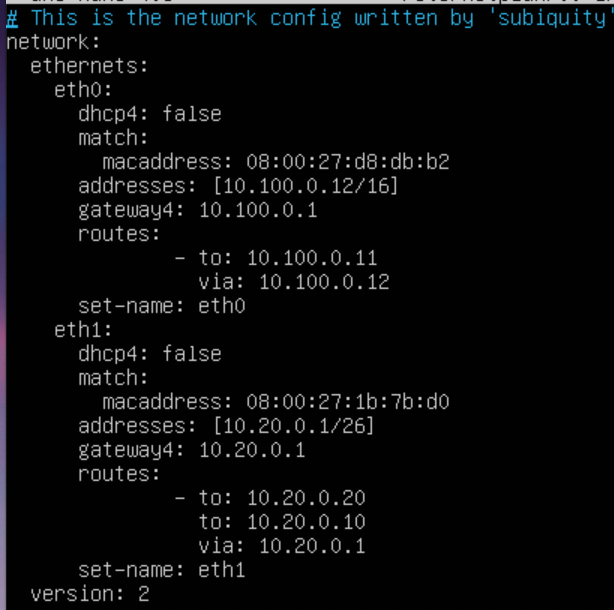 # This is the network config written by 'subiquity'
network:
  ethernets:
    eth0:
      dhcp4: false
      match:
        macaddress: 08:00:27:d8:db:b2
      addresses: [10.100.0.12/16]
      gateway4: 10.100.0.1
      routes:
              - to: 10.100.0.11
                via: 10.100.0.12
      set-name: eth0
    eth1:
      dhcp4: false
      match:
        macaddress: 08:00:27:1b:7b:d0
      addresses: [10.20.0.1/26]
      gateway4: 10.20.0.1
      routes:
              - to: 10.20.0.20
                to: 10.20.0.10
                via: 10.20.0.1
      set-name: eth1
  version: 2